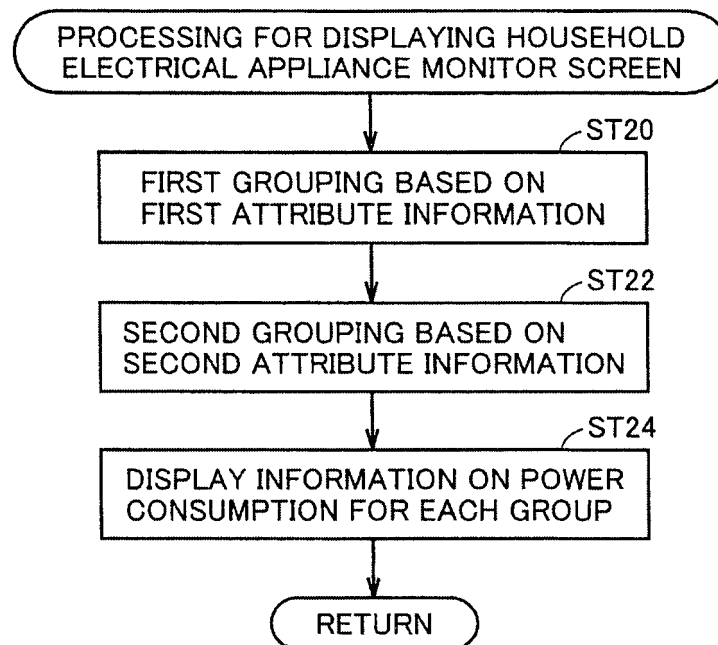 PROCESSING FOR DISPLAYING HOUSEHOLD
ELECTRICAL APPLIANCE MONITOR SCREEN
ST20
FIRST GROUPING BASED ON
FIRST ATTRIBUTE INFORMATION
ST22
SECOND GROUPING BASED ON
SECOND ATTRIBUTE INFORMATION
ST24
DISPLAY INFORMATION ON POWER
CONSUMPTION FOR EACH GROUP
RETURN